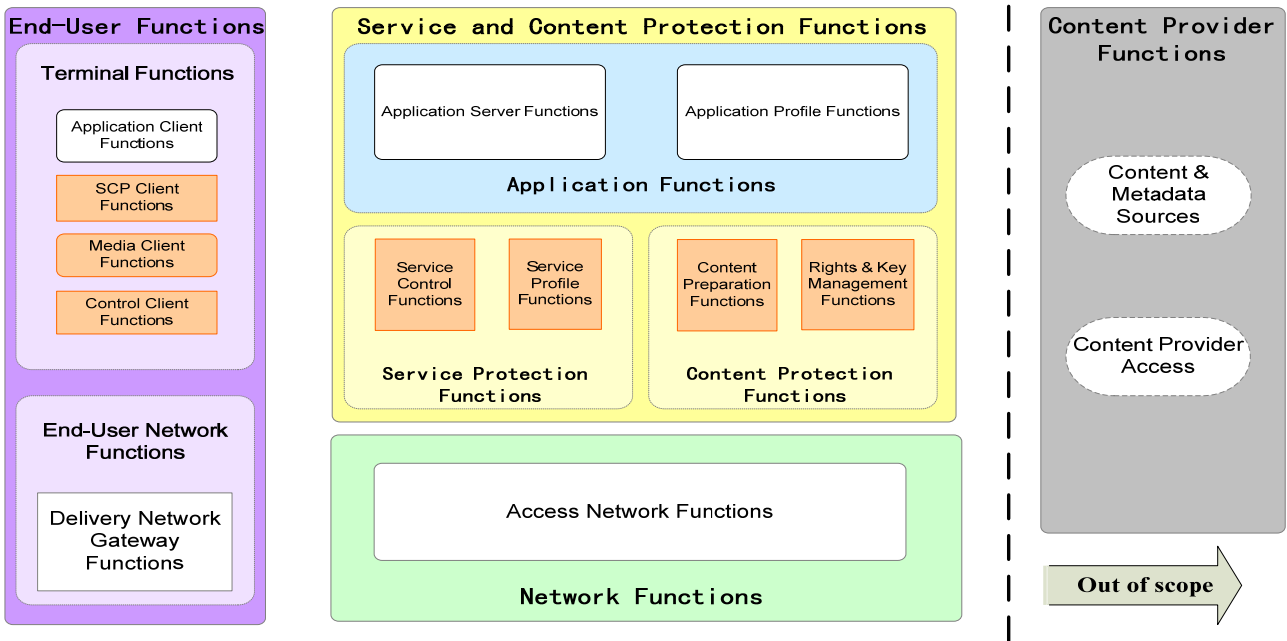 End-User Functions
Terminal Functions
Application Client
Functions
SCP Client
Functions
Media Client
Functions
Control Client
Functions
End-User Network
Functions
Delivery Network
Gateway
Functions
Service and Content Protection Functions
Application Server Functions
Application Profile Functions
Application Functions
Service
Control
Functions
Service
Profile
Functions
Service Protection
Functions
Content
Preparation
Functions
Rights & Key
Management
Functions
Content Protection
Functions
Access Network Functions
Network Functions
Content Provider
Functions
Content &
Metadata
Sources
Content Provider
Access
Out of scope